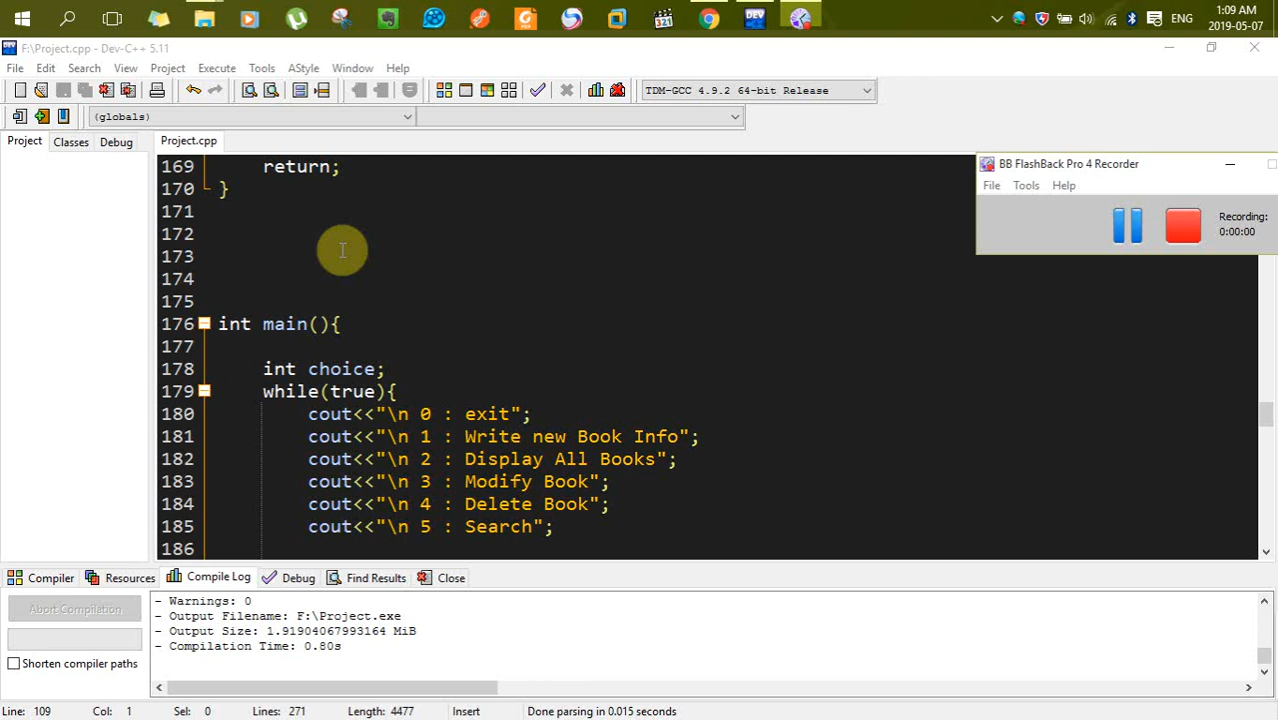 1:09 AM
ENG
2019-05-07
F:\Project.cpp - Dev-C++ 5.11
File Edit Search View Project Execute Tools AStyle Window Help
TDM-GCC 4.9.2 64-bit Release
(globals)
Project Classes Debug
Project.cpp
BB FlashBack Pro 4 Recorder
File Tools Help
Recording:
0:00:00
169 return;
170 }
171
172
173
174
175
176 int main(){
177
178 int choice;
179 while(true){
180 cout<<"\n 0 : exit";
181 cout<<"\n 1 : Write new Book Info";
182 cout<<"\n 2 : Display All Books";
183 cout<<"\n 3 : Modify Book";
184 cout<<"\n 4 : Delete Book";
185 cout<<"\n 5 : Search";
186
Compiler Resources Compile Log Debug Find Results Close
Abort Compilation
Shorten compiler paths
- Warnings: 0
- Output Filename: F:\Project.exe
- Output Size: 1.91904067993164 MiB
- Compilation Time: 0.80s
Line: 109 Col: 1 Sel: 0 Lines: 271 Length: 4477 Insert Done parsing in 0.015 seconds